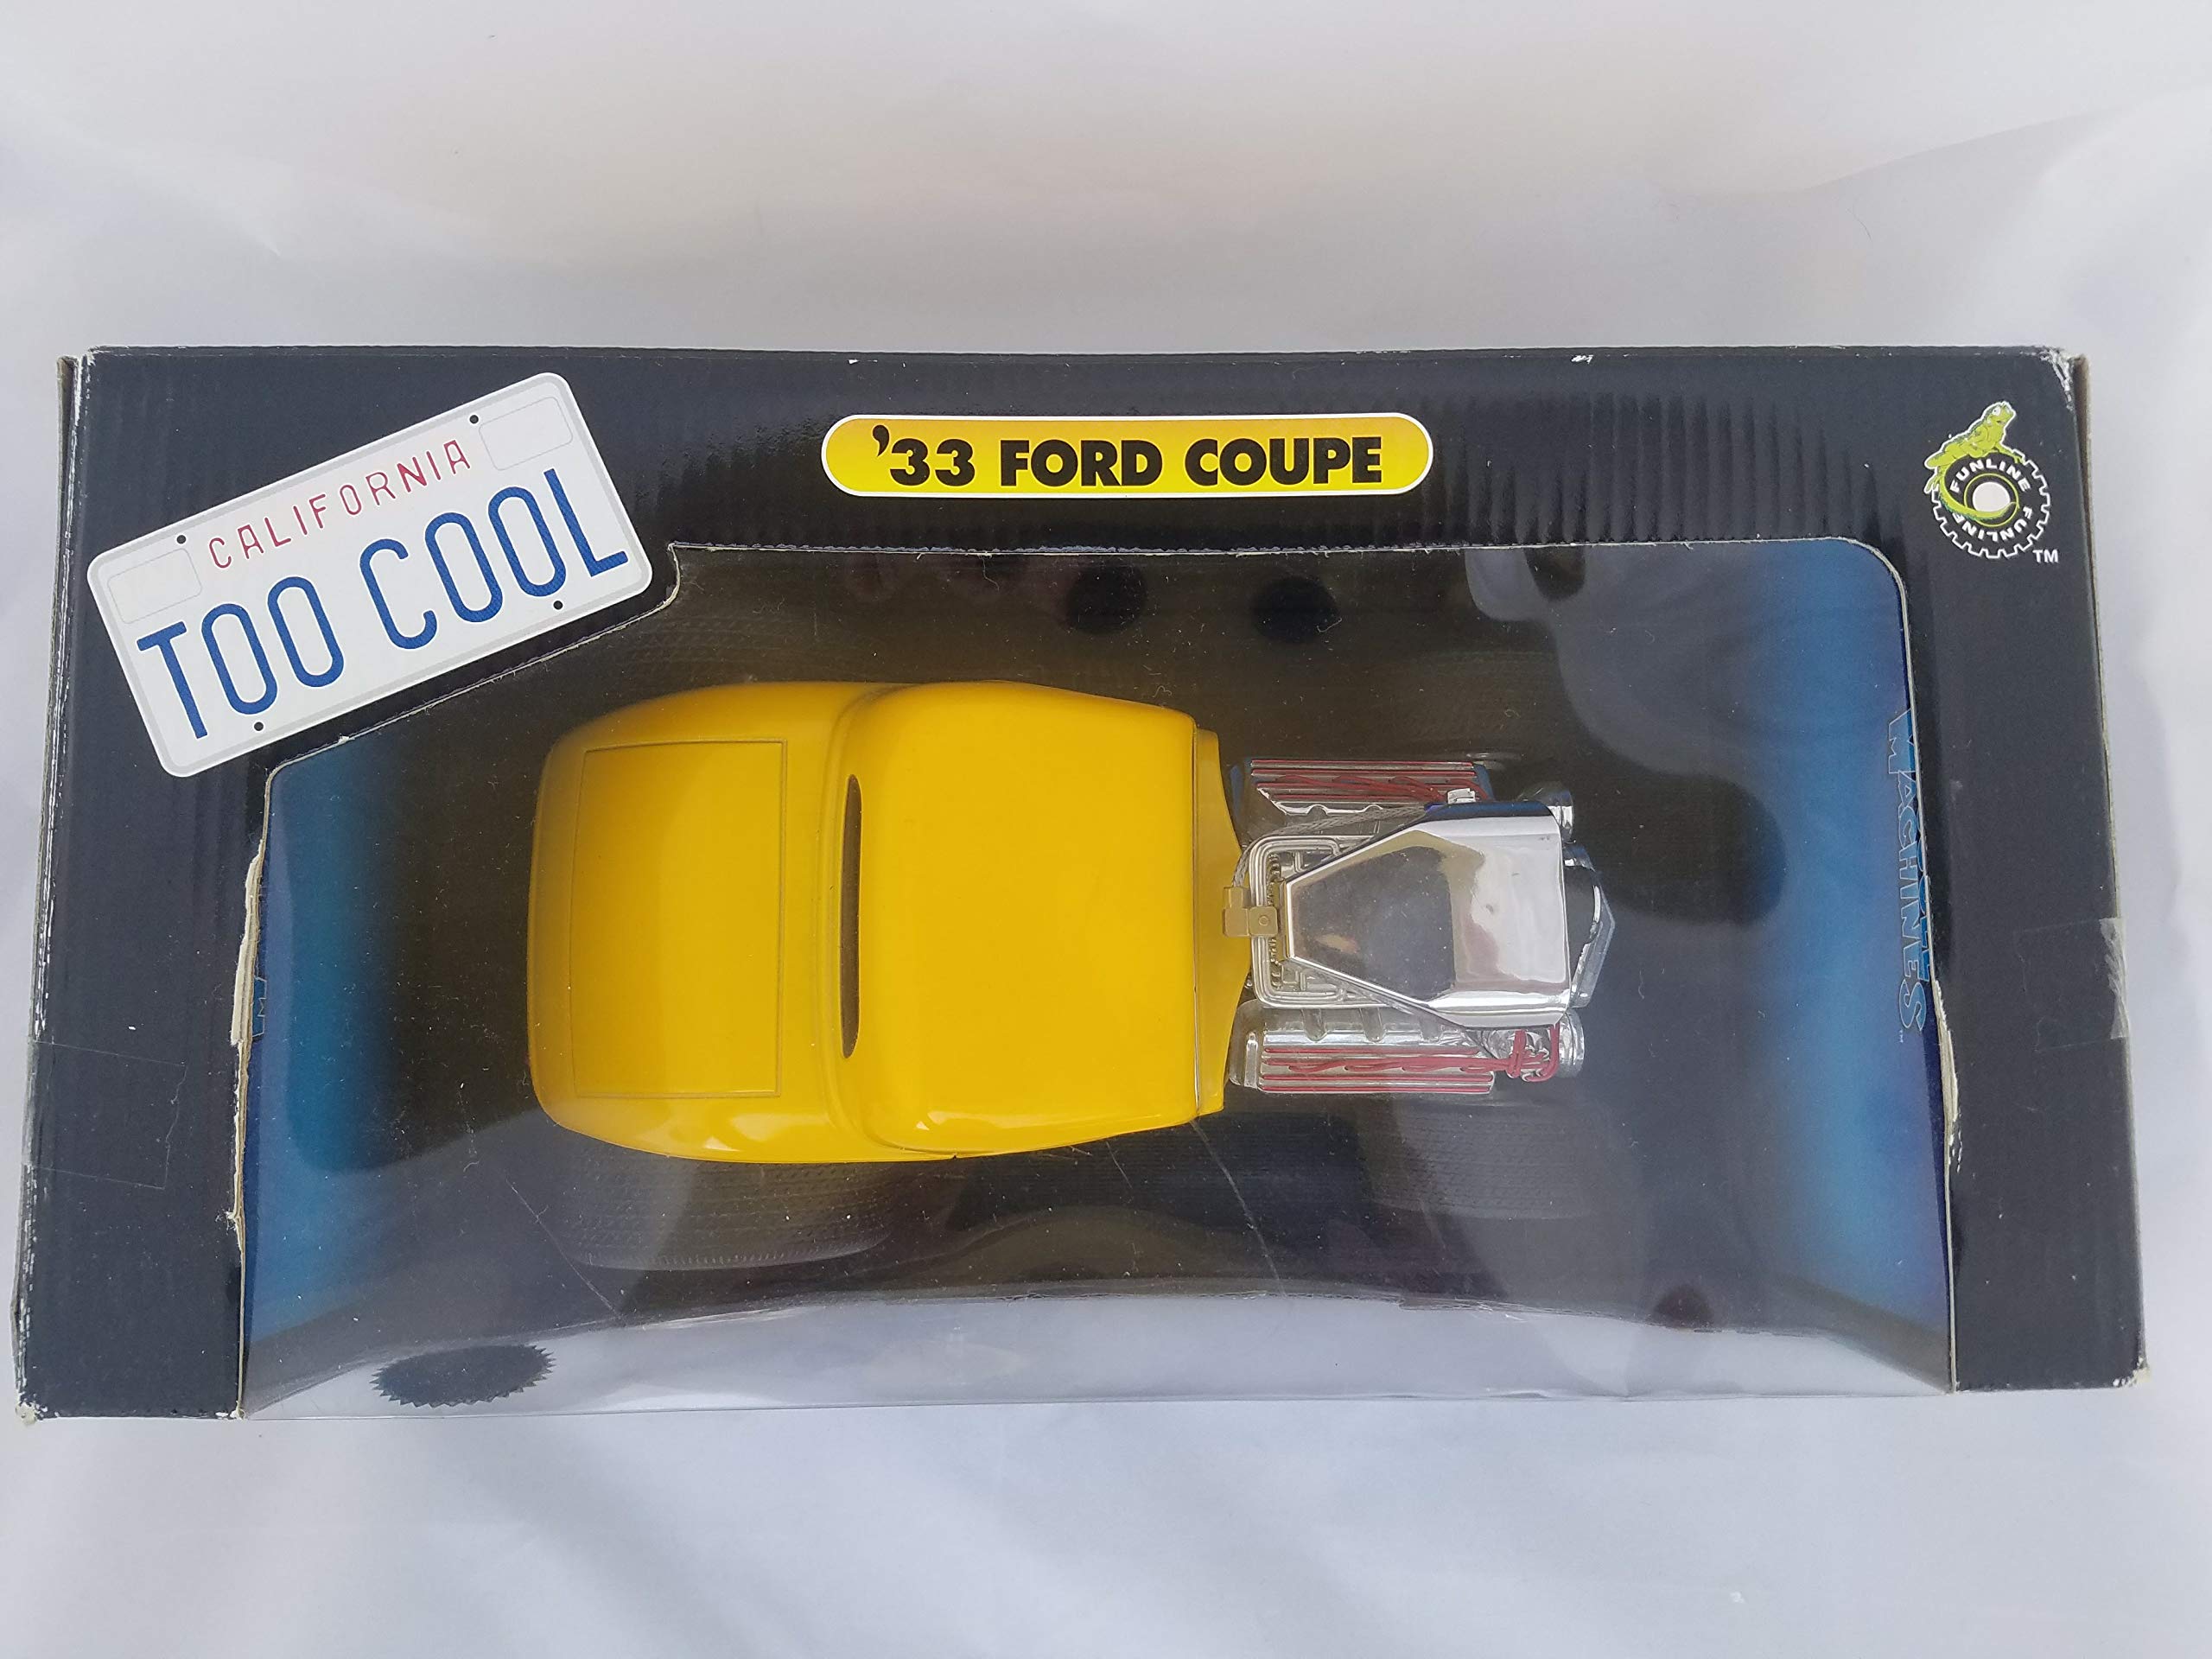 CALIFORNIA
TOO COOL
'33 FORD COUPE
FUNLINE
FUNLINE
TM
MACHINES